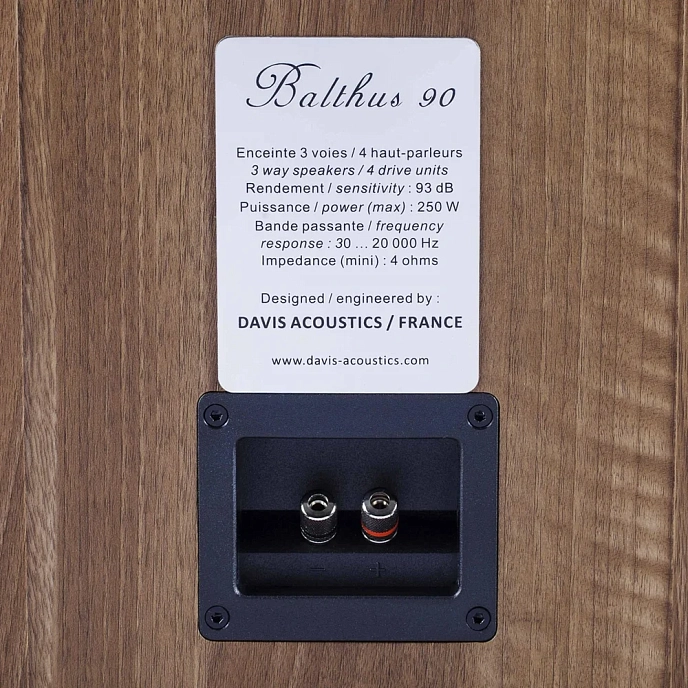 Balthus 90
Enceinte 3 voies / 4 haut-parleurs
3 way speakers / 4 drive units
Rendement / sensitivity : 93 dB
Puissance / power (max) : 250 W
Bande passante / frequency
response : 30 ... 20 000 Hz
Impedance (mini) : 4 ohms
Designed / engineered by :
DAVIS ACOUSTICS / FRANCE
www.davis-acoustics.com
− +